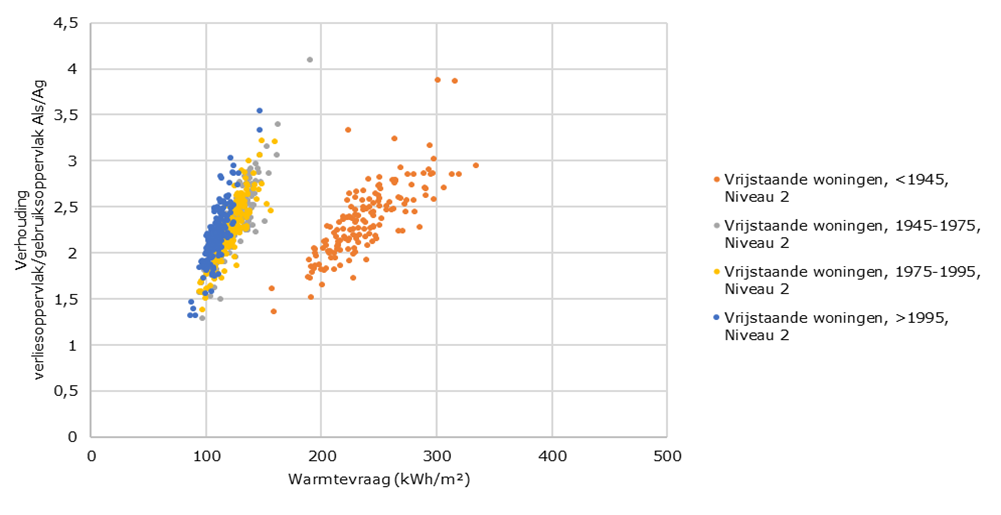 4,5
4
3,5
3
2,5
2
1,5
1
0,5
0
Verhouding
verliesoppervlak/gebruiksoppervlak Als/Ag
0 100 200 300 400 500
Warmtevraag (kWh/m²)
Vrijstaande woningen, <1945,
Niveau 2
Vrijstaande woningen, 1945-1975,
Niveau 2
Vrijstaande woningen, 1975-1995,
Niveau 2
Vrijstaande woningen, >1995,
Niveau 2